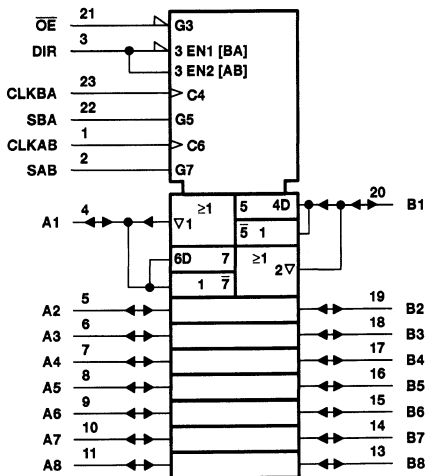 OE 21 G3
DIR 3 3 EN1 [BA]
3 EN2 [AB]
CLKBA 23 C4
SBA 22 G5
CLKAB 1 C6
SAB 2 G7
A1 4 ≥1 ▽1 5 4D 20 B1
5 1
6D 7 ≥1 2▽
1 7
A2 5 19 B2
A3 6 18 B3
A4 7 17 B4
A5 8 16 B5
A6 9 15 B6
A7 10 14 B7
A8 11 13 B8